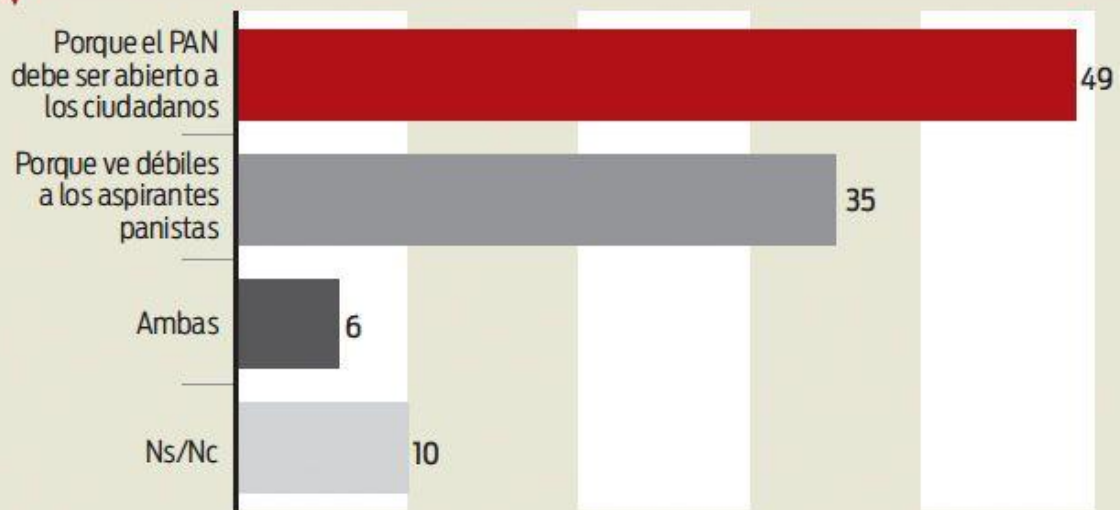 Porque el PAN
debe ser abierto a
los ciudadanos
49
Porque ve débiles
a los aspirantes
panistas
35
Ambas
6
Ns/Nc
10